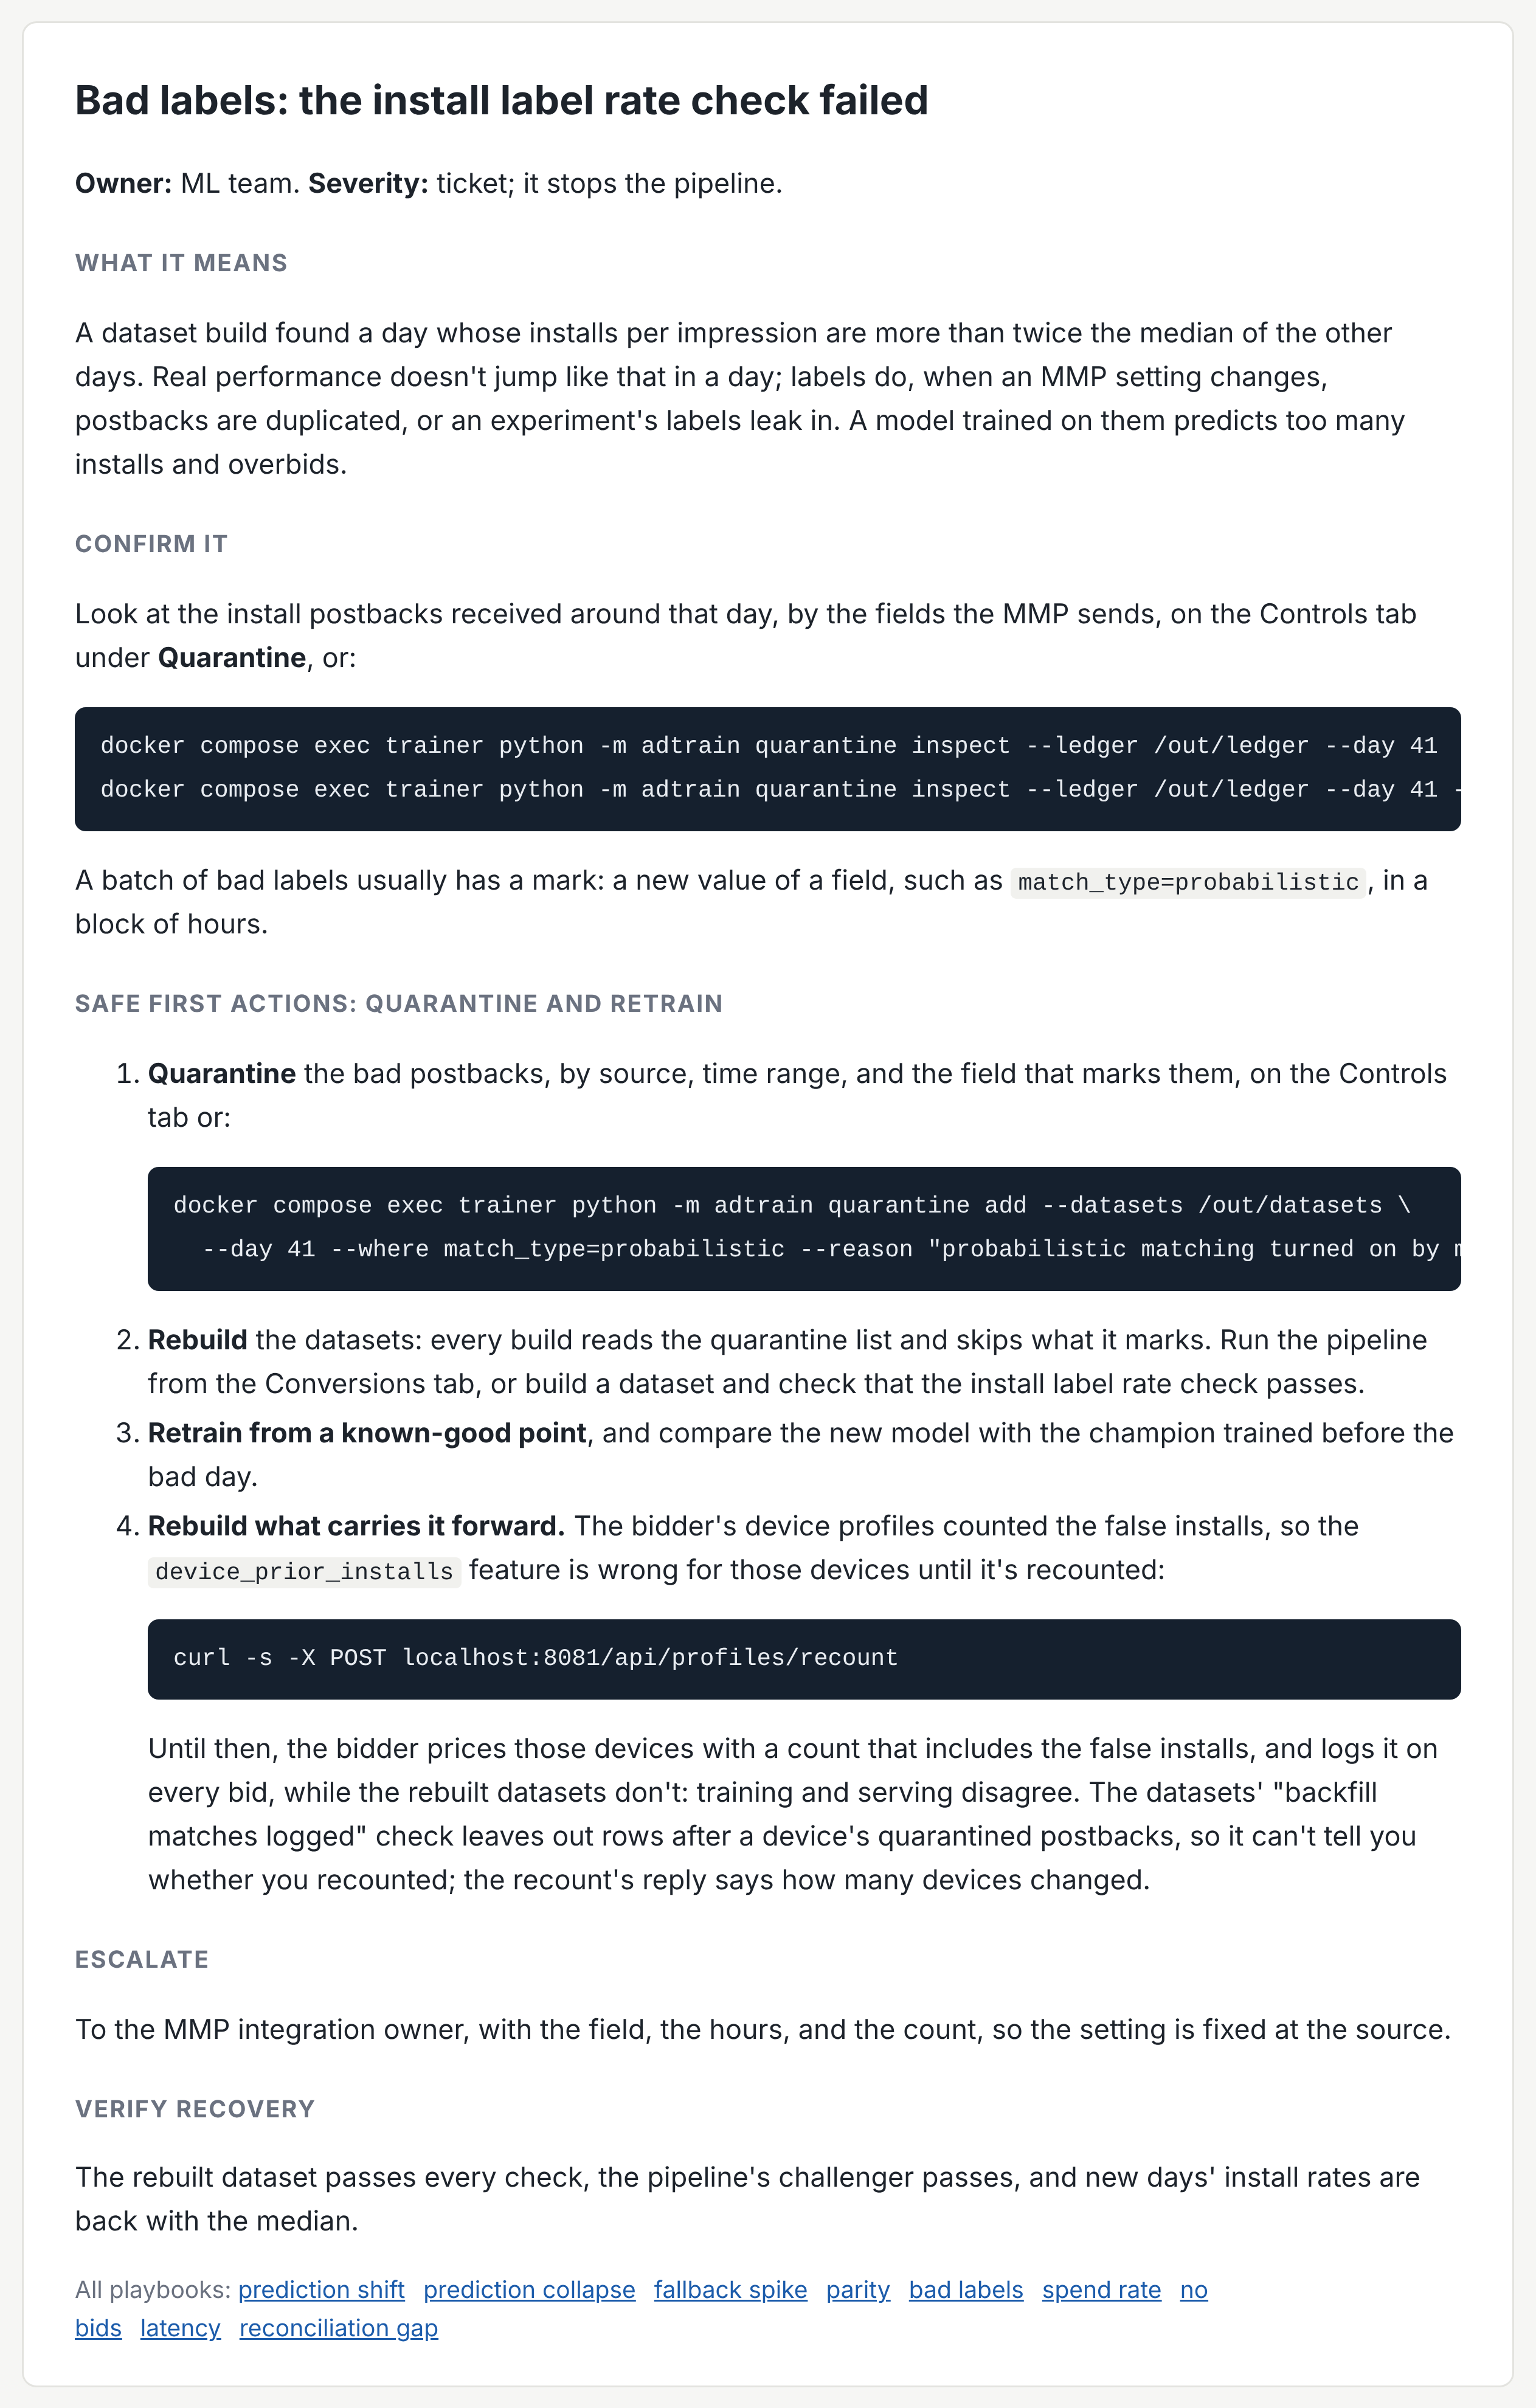 Bad labels: the install label rate check failed
Owner: ML team. Severity: ticket; it stops the pipeline.
WHAT IT MEANS
A dataset build found a day whose installs per impression are more than twice the median of the other
days. Real performance doesn't jump like that in a day; labels do, when an MMP setting changes,
postbacks are duplicated, or an experiment's labels leak in. A model trained on them predicts too many
installs and overbids.
CONFIRM IT
Look at the install postbacks received around that day, by the fields the MMP sends, on the Controls tab
under Quarantine, or:
docker compose exec trainer python -m adtrain quarantine inspect --ledger /out/ledger --day 41
docker compose exec trainer python -m adtrain quarantine inspect --ledger /out/ledger --day 41 -
A batch of bad labels usually has a mark: a new value of a field, such as match_type=probabilistic, in a
block of hours.
SAFE FIRST ACTIONS: QUARANTINE AND RETRAIN
1. Quarantine the bad postbacks, by source, time range, and the field that marks them, on the Controls
tab or:
docker compose exec trainer python -m adtrain quarantine add --datasets /out/datasets \
--day 41 --where match_type=probabilistic --reason "probabilistic matching turned on by
2. Rebuild the datasets: every build reads the quarantine list and skips what it marks. Run the pipeline
from the Conversions tab, or build a dataset and check that the install label rate check passes.
3. Retrain from a known-good point, and compare the new model with the champion trained before the
bad day.
4. Rebuild what carries it forward. The bidder's device profiles counted the false installs, so the
device_prior_installs feature is wrong for those devices until it's recounted:
curl -s -X POST localhost:8081/api/profiles/recount
Until then, the bidder prices those devices with a count that includes the false installs, and logs it on
every bid, while the rebuilt datasets don't: training and serving disagree. The datasets' "backfill
matches logged" check leaves out rows after a device's quarantined postbacks, so it can't tell you
whether you recounted; the recount's reply says how many devices changed.
ESCALATE
To the MMP integration owner, with the field, the hours, and the count, so the setting is fixed at the source.
VERIFY RECOVERY
The rebuilt dataset passes every check, the pipeline's challenger passes, and new days' install rates are
back with the median.
All playbooks: prediction shift prediction collapse fallback spike parity bad labels spend rate no
bids latency reconciliation gap